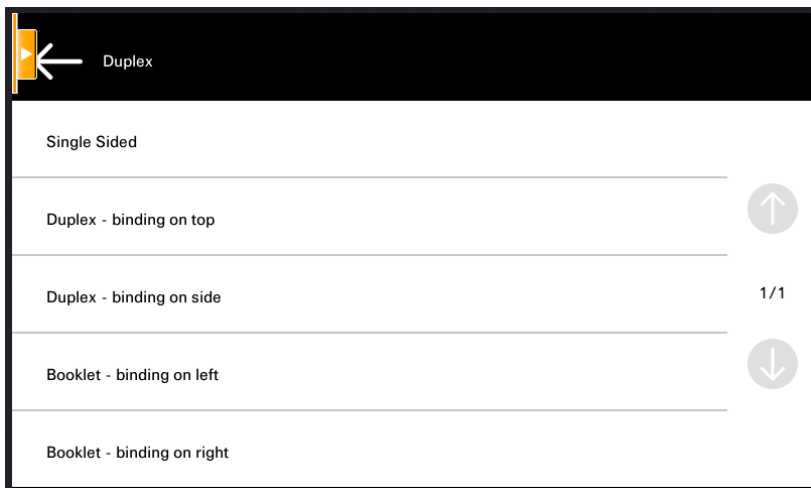 Duplex
Single Sided
Duplex - binding on top
Duplex - binding on side
1/1
Booklet - binding on left
Booklet - binding on right